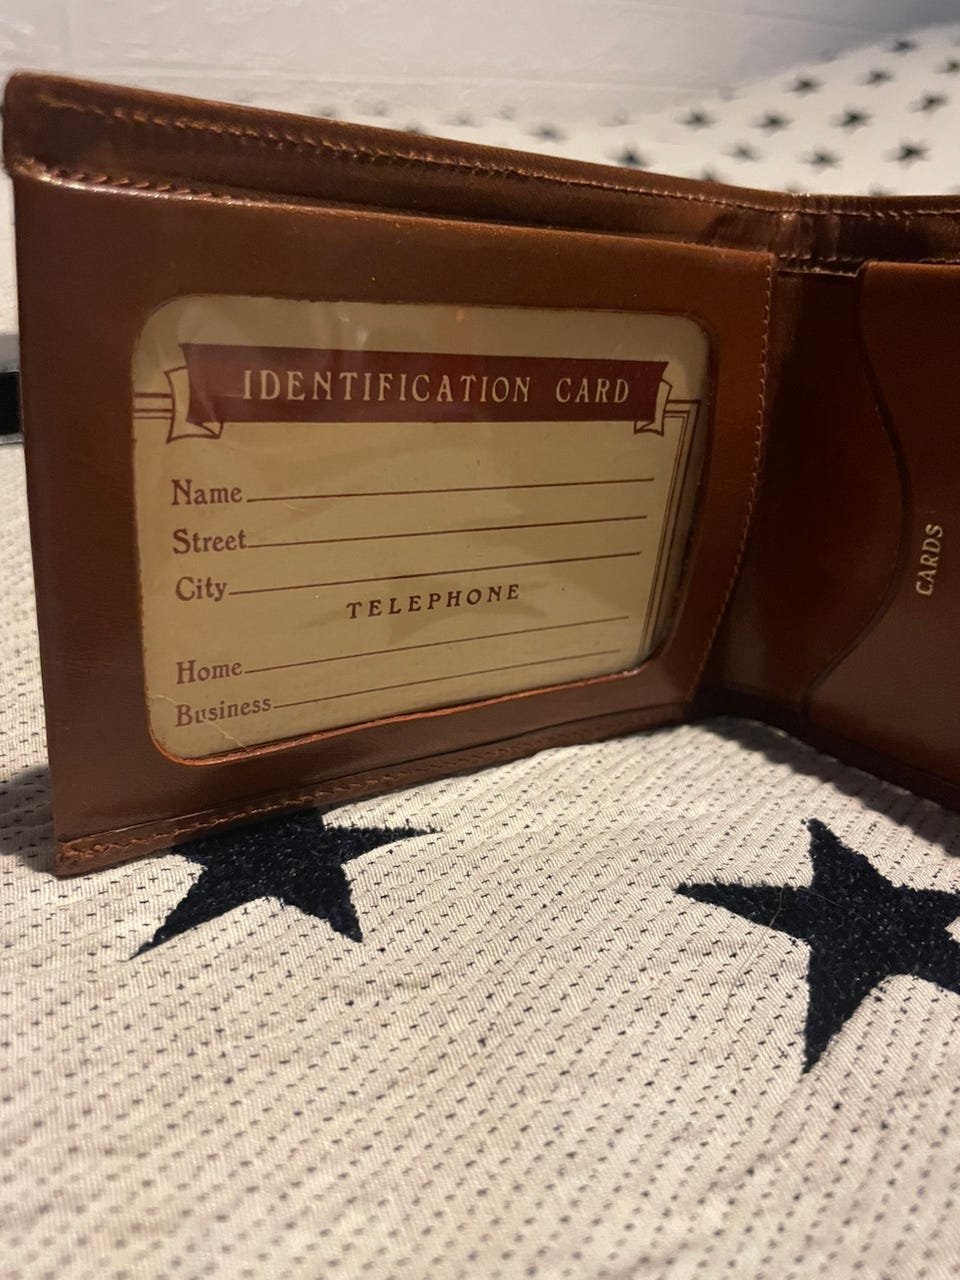 IDENTIFICATION CARD
Name
Street
City
TELEPHONE
Home
Business
CARDS